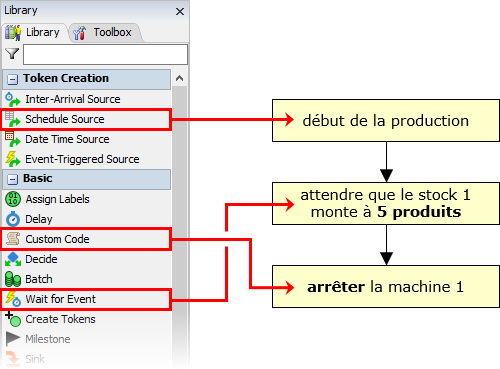 Library
Library
Toolbox
Token Creation
Inter-Arrival Source
Schedule Source
Date Time Source
Event-Triggered Source
Basic
Assign Labels
Delay
Custom Code
Decide
Batch
Wait for Event
Create Tokens
Milestone
Sink
début de la production
attendre que le stock 1
monte à 5 produits
arrêter la machine 1